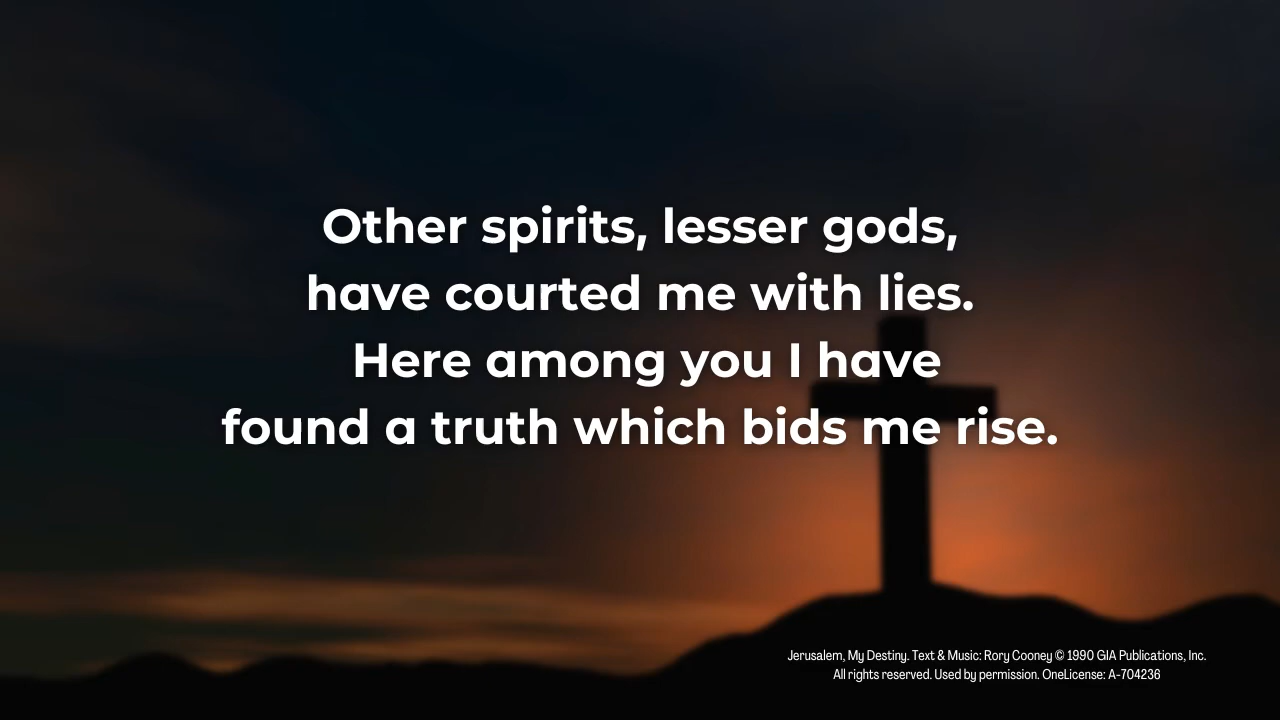 Other spirits, lesser gods,
have courted me with lies.
Here among you I have
found a truth which bids me rise.
Jerusalem, My Destiny. Text & Music: Rory Cooney © 1990 GIA Publications, Inc.
All rights reserved. Used by permission. OneLicense: A-704236